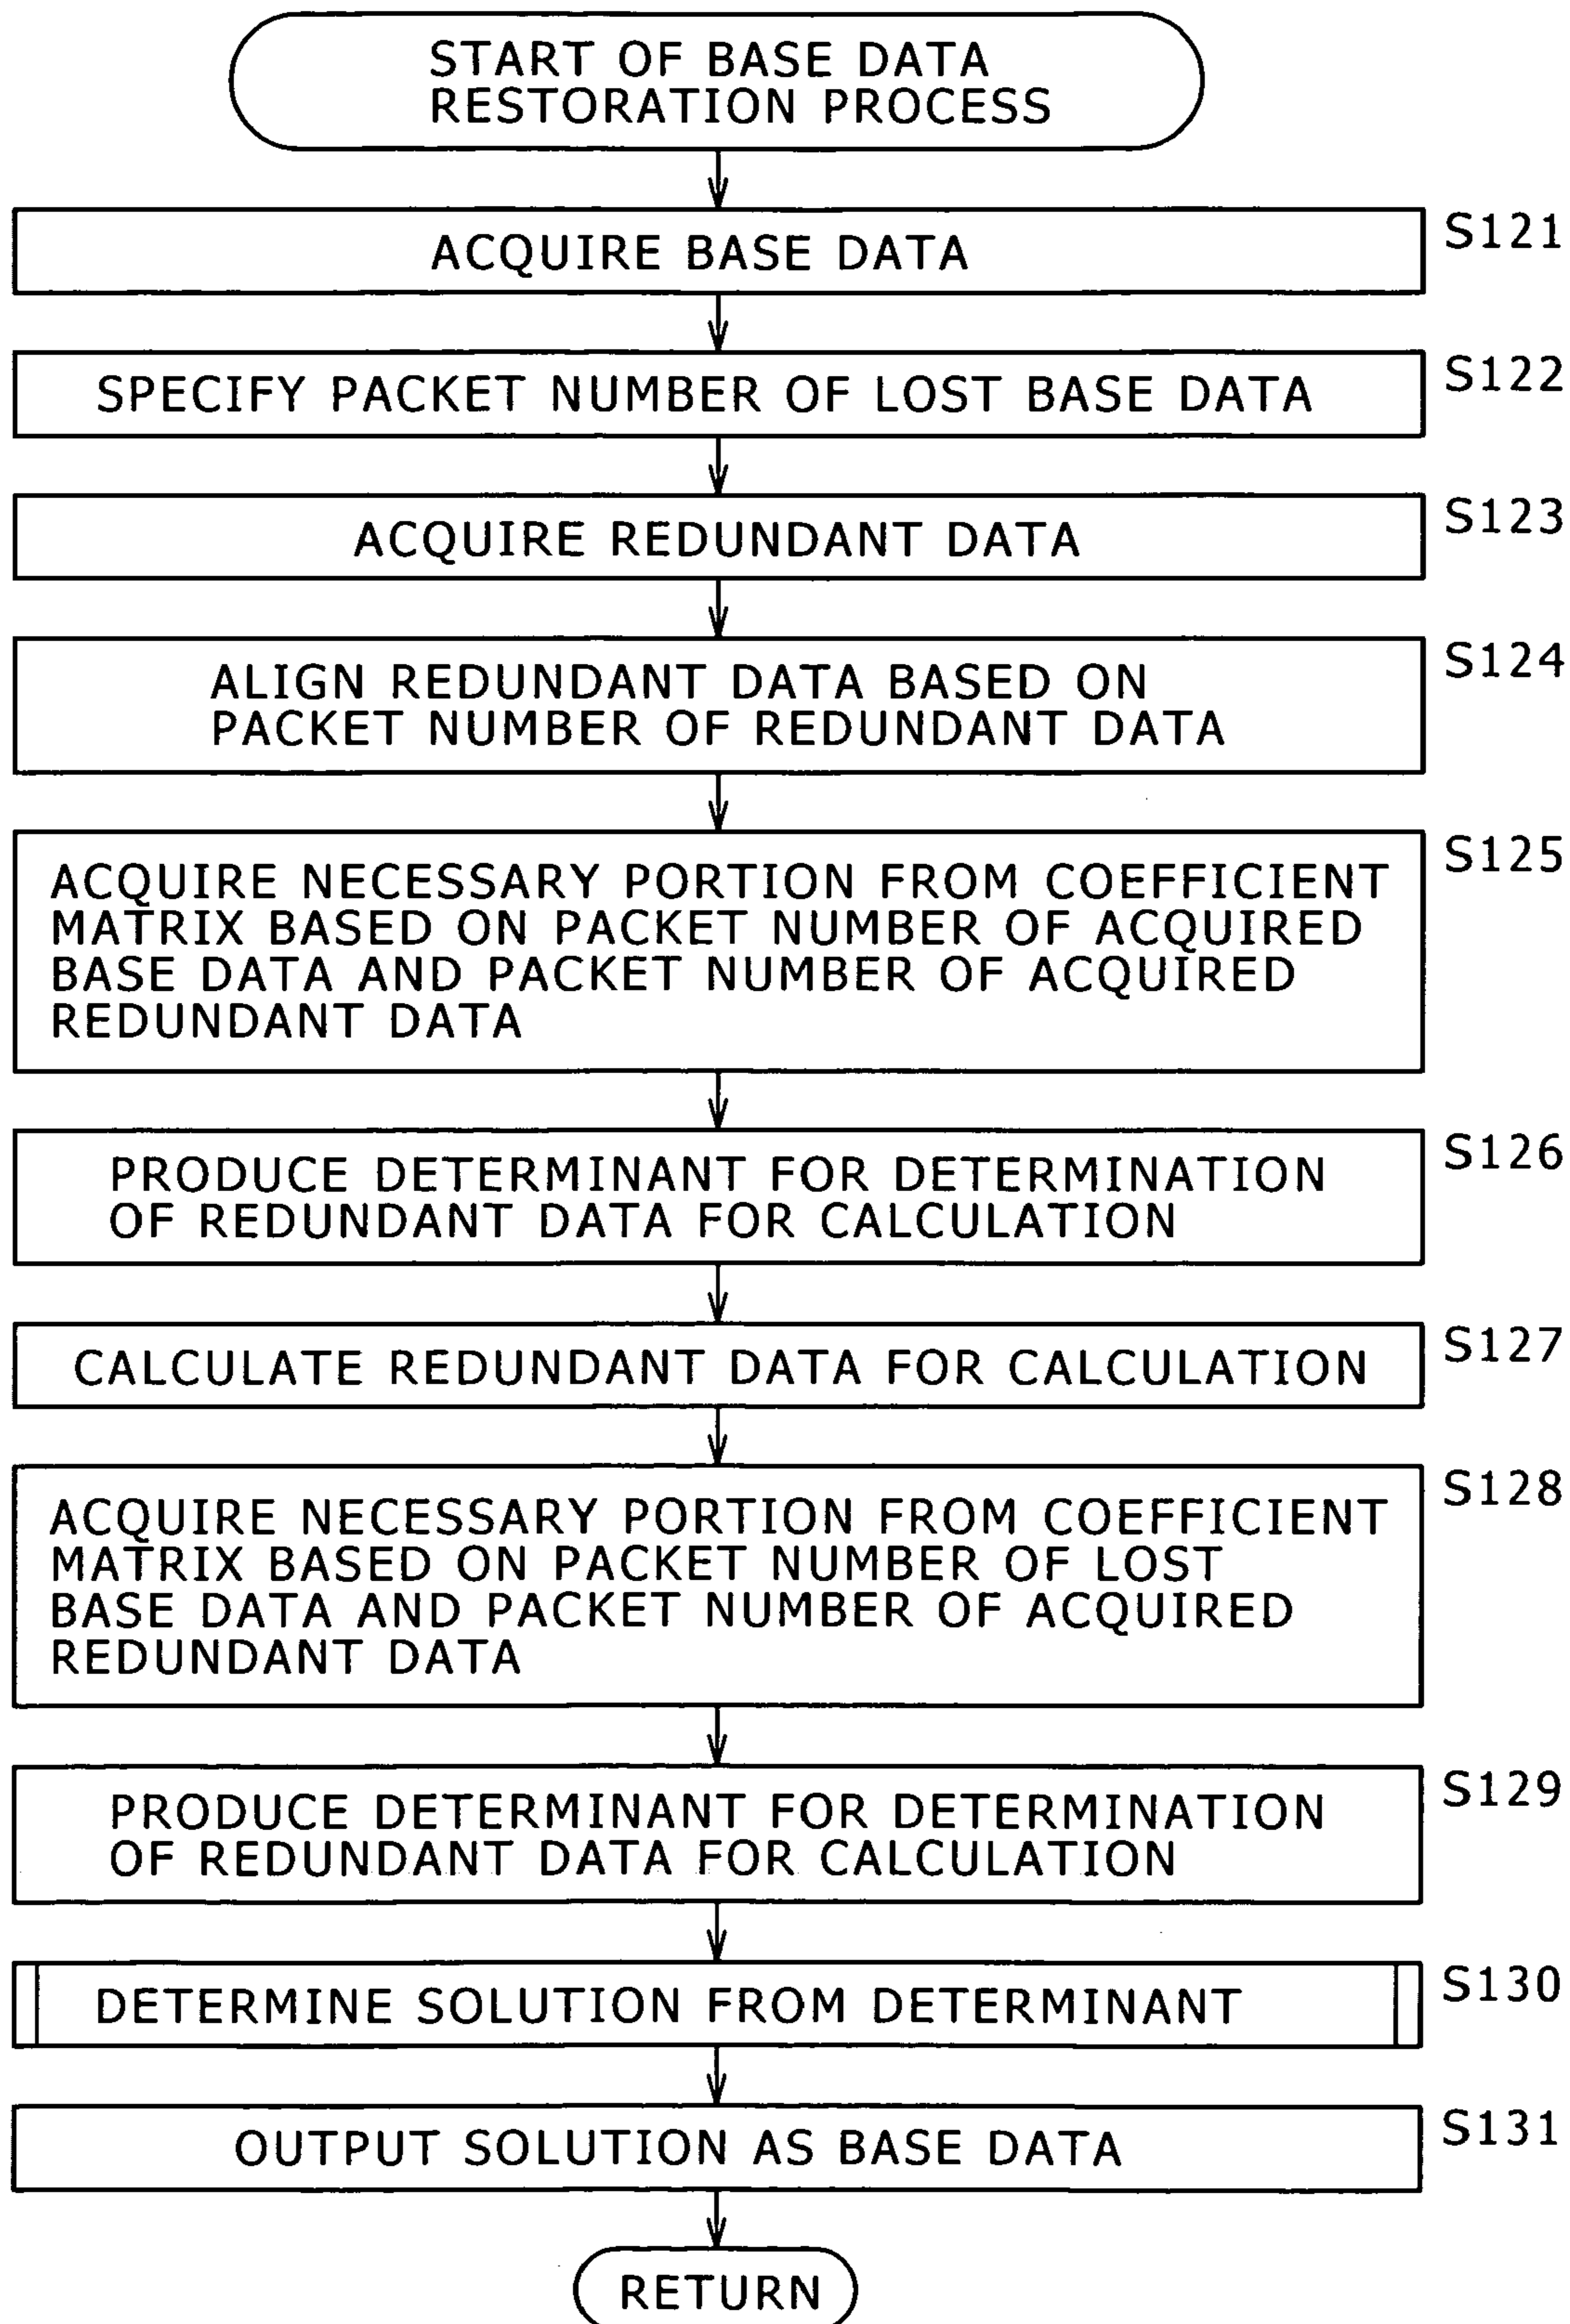 START OF BASE DATA
RESTORATION PROCESS
ACQUIRE BASE DATA
S121
SPECIFY PACKET NUMBER OF LOST BASE DATA
S122
ACQUIRE REDUNDANT DATA
S123
ALIGN REDUNDANT DATA BASED ON
PACKET NUMBER OF REDUNDANT DATA
S124
ACQUIRE NECESSARY PORTION FROM COEFFICIENT
MATRIX BASED ON PACKET NUMBER OF ACQUIRED
BASE DATA AND PACKET NUMBER OF ACQUIRED
REDUNDANT DATA
S125
PRODUCE DETERMINANT FOR DETERMINATION
OF REDUNDANT DATA FOR CALCULATION
S126
CALCULATE REDUNDANT DATA FOR CALCULATION
S127
ACQUIRE NECESSARY PORTION FROM COEFFICIENT
MATRIX BASED ON PACKET NUMBER OF LOST
BASE DATA AND PACKET NUMBER OF ACQUIRED
REDUNDANT DATA
S128
PRODUCE DETERMINANT FOR DETERMINATION
OF REDUNDANT DATA FOR CALCULATION
S129
DETERMINE SOLUTION FROM DETERMINANT
S130
OUTPUT SOLUTION AS BASE DATA
S131
RETURN